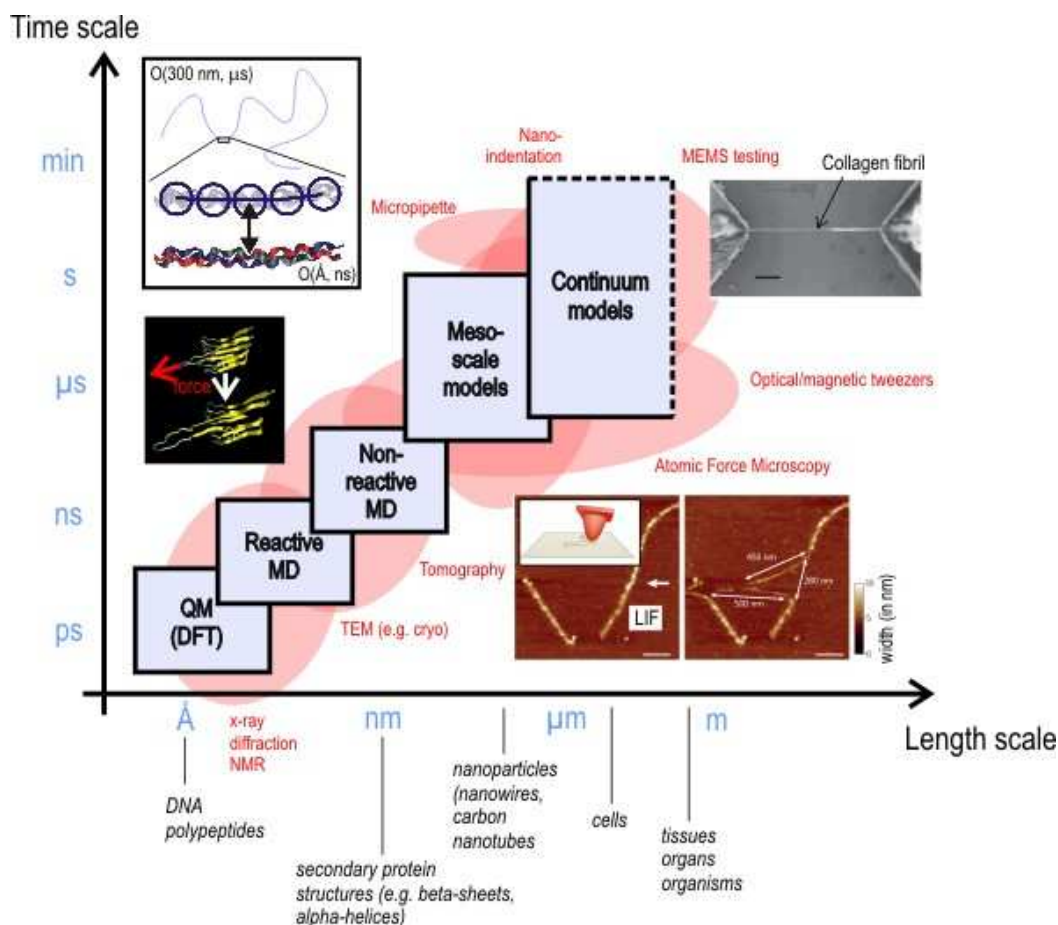 Time scale
O(300 nm, µs)
O(Å, ns)
min
s
µs
ns
ps
force
Micropipette
Nano-
indentation
MEMS testing
Collagen fibril
Continuum
models
Meso-
scale
models
Optical/magnetic tweezers
Non-
reactive
MD
Atomic Force Microscopy
Reactive
MD
Tomography
QM
(DFT)
TEM (e.g. cryo)
LIF
500 nm
width (in nm)
Å
nm
µm
m
Length scale
x-ray
diffraction
NMR
DNA
polypeptides
secondary protein
structures (e.g. beta-sheets,
alpha-helices)
nanoparticles
(nanowires,
carbon
nanotubes
cells
tissues
organs
organisms